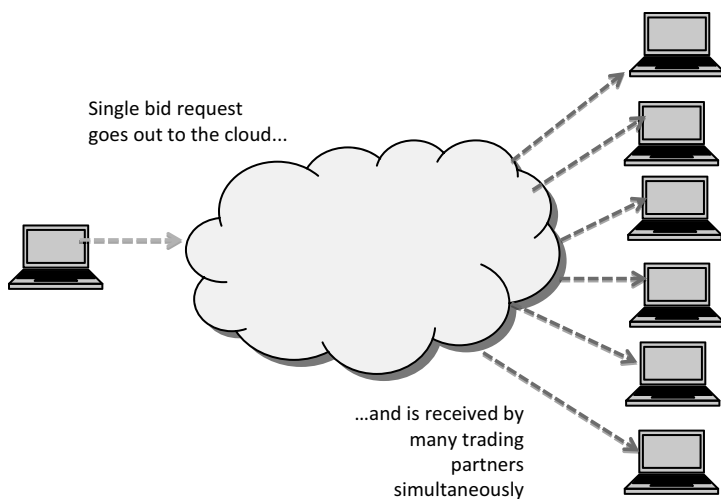 Single bid request
goes out to the cloud...
...and is received by
many trading
partners
simultaneously